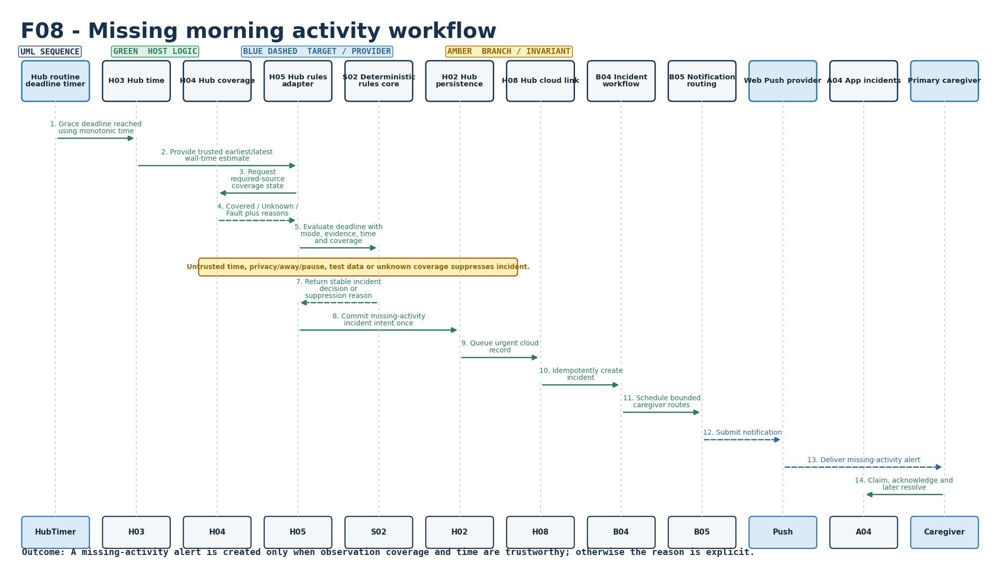 F08 - Missing morning activity workflow
UML SEQUENCE
GREEN  HOST LOGIC
BLUE DASHED  TARGET / PROVIDER
AMBER  BRANCH / INVARIANT
Hub routine
deadline timer
H03 Hub time
H04 Hub coverage
H05 Hub rules
adapter
S02 Deterministic
rules core
H02 Hub
persistence
H08 Hub cloud link
B04 Incident
workflow
B05 Notification
routing
Web Push provider
A04 App incidents
Primary caregiver
1. Grace deadline reached
using monotonic time
2. Provide trusted earliest/latest
wall-time estimate
3. Request
required-source
coverage state
4. Covered / Unknown /
Fault plus reasons
5. Evaluate deadline with
mode, evidence, time
and coverage
Untrusted time, privacy/away/pause, test data or unknown coverage suppresses incident.
7. Return stable incident
decision or
suppression reason
8. Commit missing-activity
incident intent once
9. Queue urgent cloud
record
10. Idempotently create
incident
11. Schedule bounded
caregiver routes
12. Submit notification
13. Deliver missing-activity alert
14. Claim, acknowledge and
later resolve
HubTimer
H03
H04
H05
S02
H02
H08
B04
B05
Push
A04
Caregiver
Outcome: A missing-activity alert is created only when observation coverage and time are trustworthy; otherwise the reason is explicit.